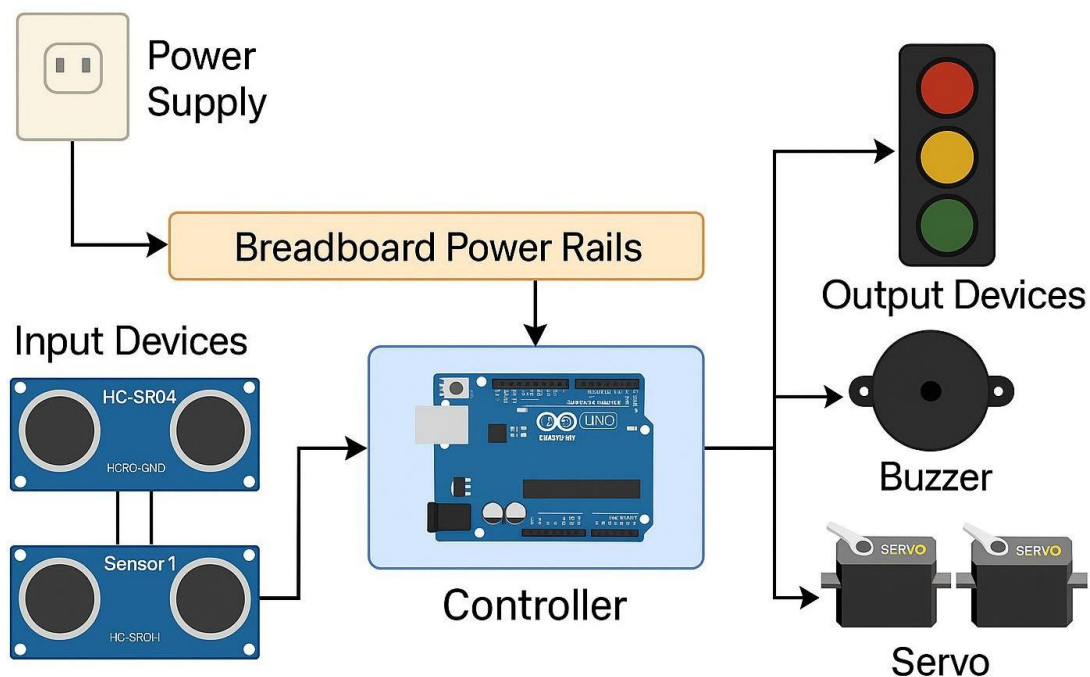 Power
Supply
Breadboard Power Rails
Input Devices
HC-SR04
HCRO-GND
Sensor 1
HC-SROI-I
UNO
Controller
Output Devices
Buzzer
SERVO
SERVO
Servo